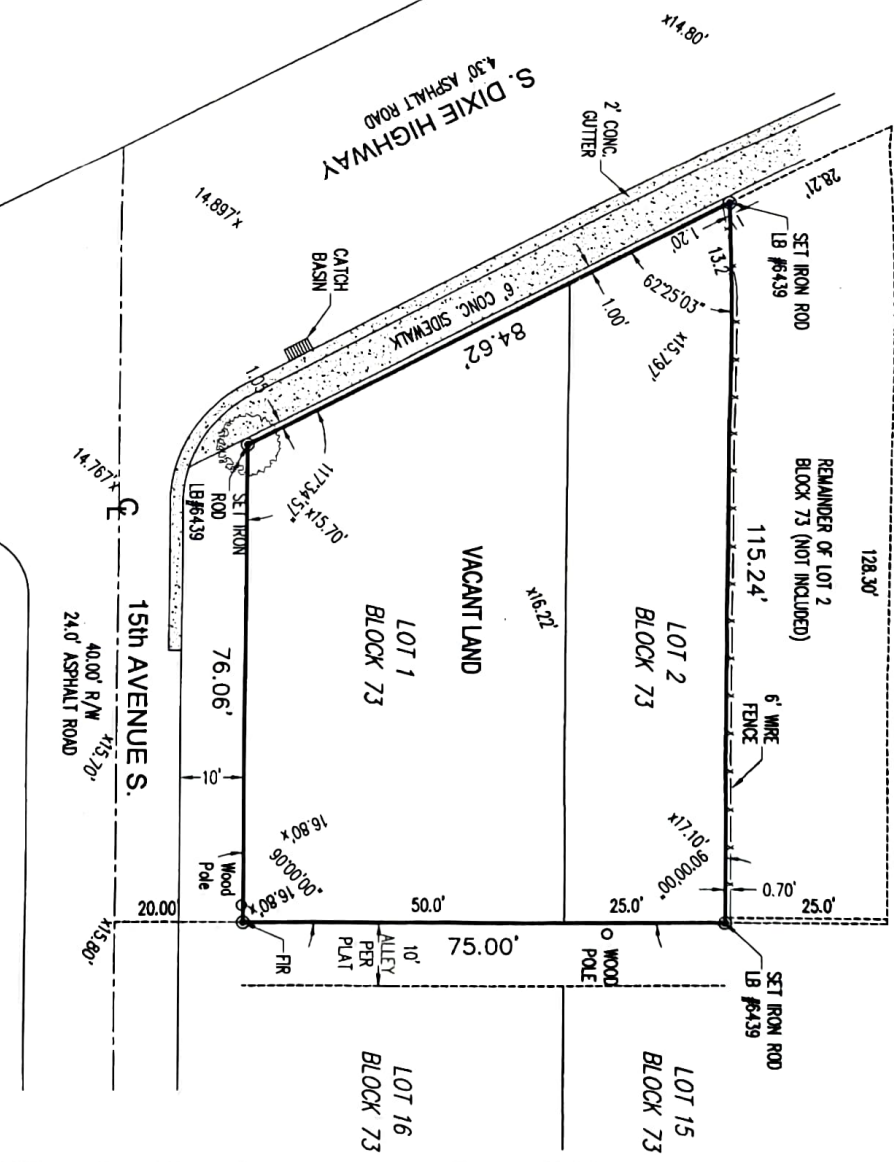 x14.80'
S. DIXIE HIGHWAY
4.30' ASPHALT ROAD
2' CONC.
GUTTER
14.897'x
CATCH
BASIN
6' CONC. SIDEWALK
84.62'
1.05'
1.00'
1.20'
13.2
28.21'
SET IRON ROD
LB #6439
62°25'03"
x15.797'
REMAINDER OF LOT 2
BLOCK 73 (NOT INCLUDED)
128.30'
115.24'
6' WIRE
FENCE
LOT 2
BLOCK 73
x16.22'
VACANT LAND
LOT 1
BLOCK 73
117°34'57"
x15.70'
SET IRON
ROD
LB#6439
14.767'x
CL
15th AVENUE S.
40.00' R/W
24.0' ASPHALT ROAD
x15.70'
76.06'
10'
16.80'x
90°00'00"
16.80'x
Wood
Pole
20.00'
x15.80'
FIR
50.0'
75.00'
25.0'
10'
ALLEY
PER
PLAT
WOOD
POLE
x17.10'
90°00'00"
0.70'
25.0'
SET IRON ROD
LB #6439
LOT 15
BLOCK 73
LOT 16
BLOCK 73